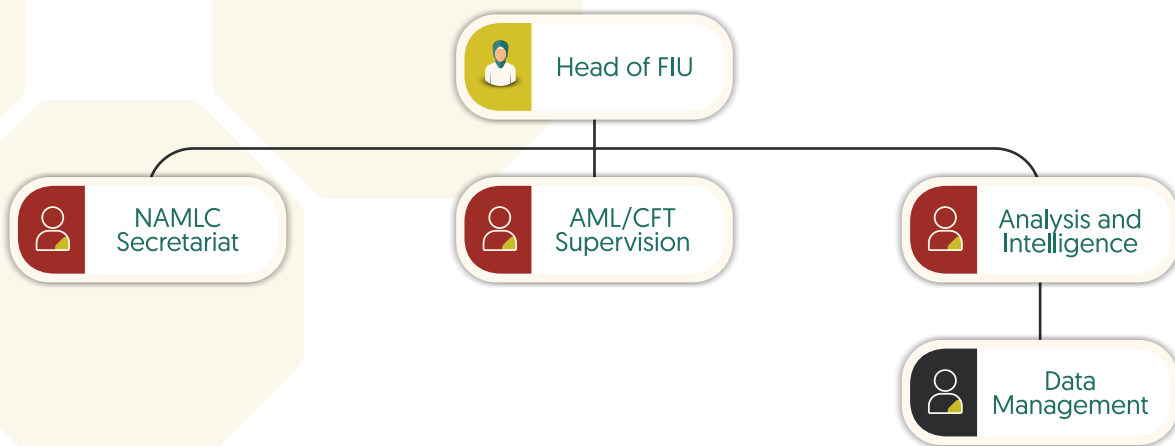 Head of FIU
NAMLC
Secretariat
AML/CFT
Supervision
Analysis and
Intelligence
Data
Management